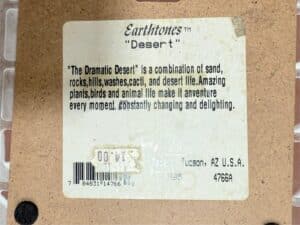 Earthtones™
"Desert"
"The Dramatic Desert" is a combination of sand,
rocks,hills,washes,cacti, and desert life.Amazing
plants,birds and animal life make it anventure
every moment, constantly changing and delighting.
14.00
Tucson, AZ U.S.A.
4766A